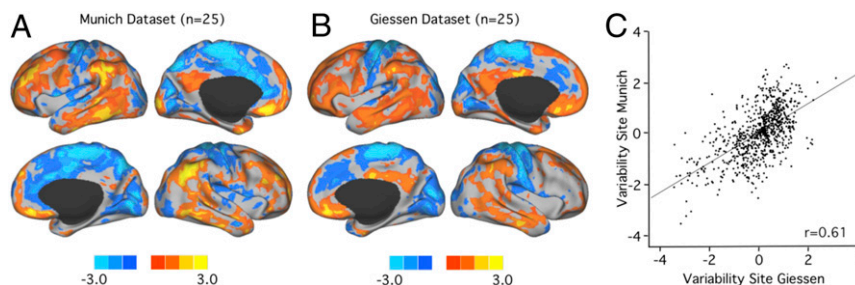 A Munich Dataset (n=25)
-3.0 3.0
B Giessen Dataset (n=25)
-3.0 3.0
C
Variability Site Munich
4
2
0
-2
-4
r=0.61
-4 -2 0 2
Variability Site Giessen